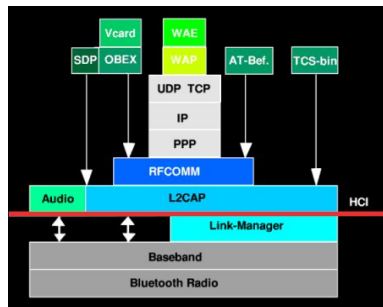 Vcard WAE
SDP OBEX WAP AT-Bef. TCS-bin
UDP TCP
IP
PPP
RFCOMM
Audio L2CAP HCI
Link-Manager
Baseband
Bluetooth Radio